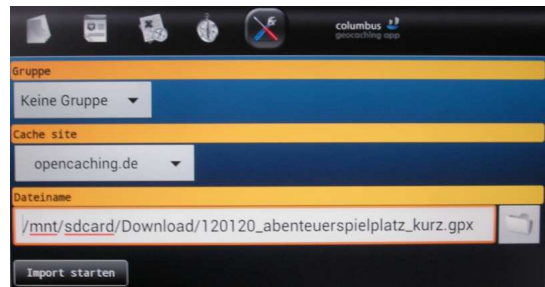 columbus
geocaching app
Gruppe
Keine Gruppe
Cache site
opencaching.de
Dateiname
/mnt/sdcard/Download/120120_abenteuerspielplatz_kurz.gpx
Import starten